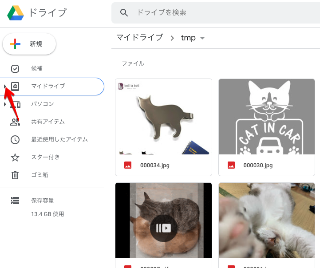 ドライブ
ドライブを検索
新規
マイドライブ
tmp
候補
マイドライブ
パソコン
共有アイテム
最近使用したアイテム
スター付き
ゴミ箱
保存容量
13.4 GB 使用
ファイル
CAT IN CAR
000034.jpg
000030.jpg